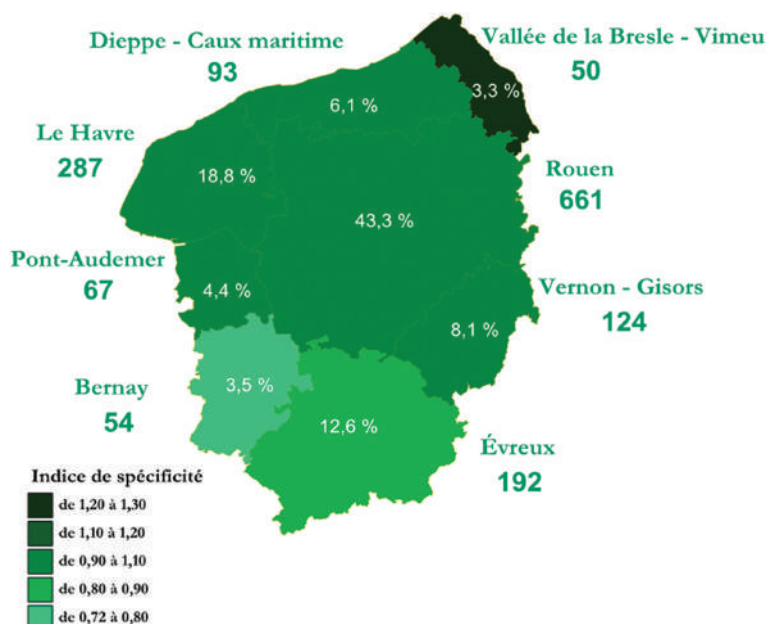 Dieppe - Caux maritime
93
Vallée de la Bresle - Vimeu
50
3,3 %
6,1 %
Le Havre
287
18,8 %
Rouen
661
43,3 %
Pont-Audemer
67
4,4 %
Vernon - Gisors
124
8,1 %
Bernay
54
3,5 %
12,6 %
Évreux
192
Indice de spécificité
de 1,20 à 1,30
de 1,10 à 1,20
de 0,90 à 1,10
de 0,80 à 0,90
de 0,72 à 0,80